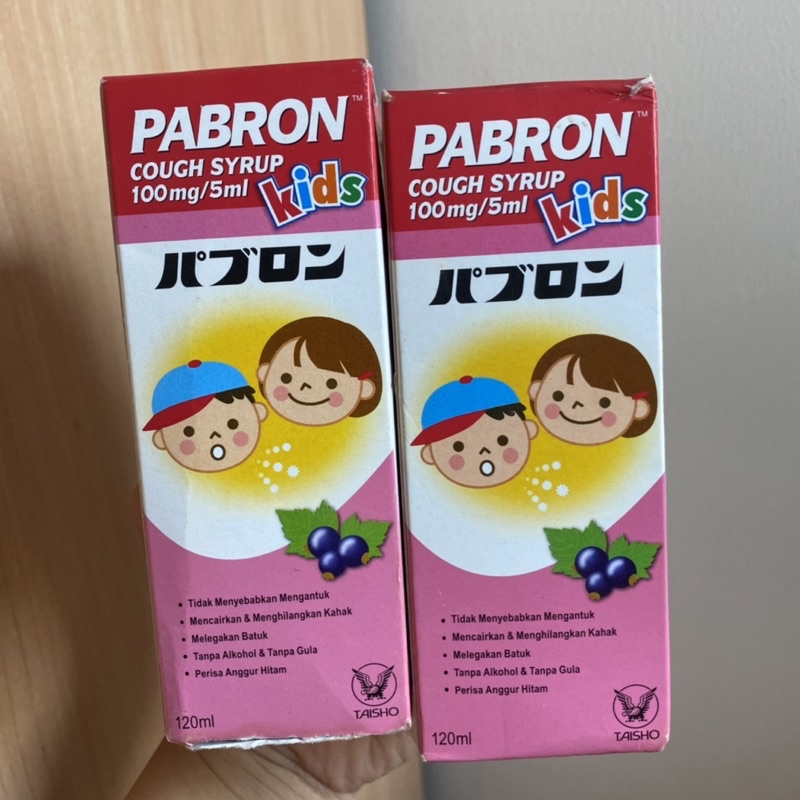 PABRON™
COUGH SYRUP
100mg/5ml
kids
パブロン
• Tidak Menyebabkan Mengantuk
• Mencairkan & Menghilangkan Kahak
• Melegakan Batuk
• Tanpa Alkohol & Tanpa Gula
• Perisa Anggur Hitam
120ml
TAISHO
PABRON™
COUGH SYRUP
100mg/5ml
kids
パブロン
• Tidak Menyebabkan Mengantuk
• Mencairkan & Menghilangkan Kahak
• Melegakan Batuk
• Tanpa Alkohol & Tanpa Gula
• Perisa Anggur Hitam
120ml
TAISHO